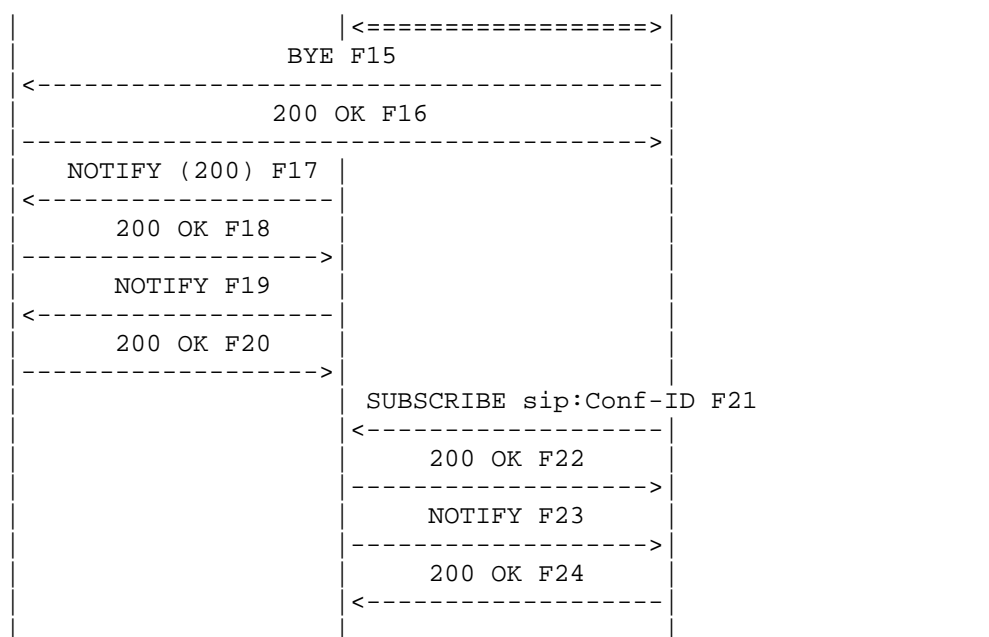 |                    |<==================>|
|                 BYE F15                 |
|<----------------------------------------|
|                200 OK F16               |
|---------------------------------------->|
|   NOTIFY (200) F17 |                    |
|<-------------------|                    |
|      200 OK F18    |                    |
|------------------->|                    |
|      NOTIFY F19    |                    |
|<-------------------|                    |
|      200 OK F20    |                    |
|------------------->|                    |
|                    | SUBSCRIBE sip:Conf-ID F21
|                    |<-------------------|
|                    |     200 OK F22     |
|                    |------------------->|
|                    |     NOTIFY F23     |
|                    |------------------->|
|                    |     200 OK F24     |
|                    |<-------------------|
|                    |                    |